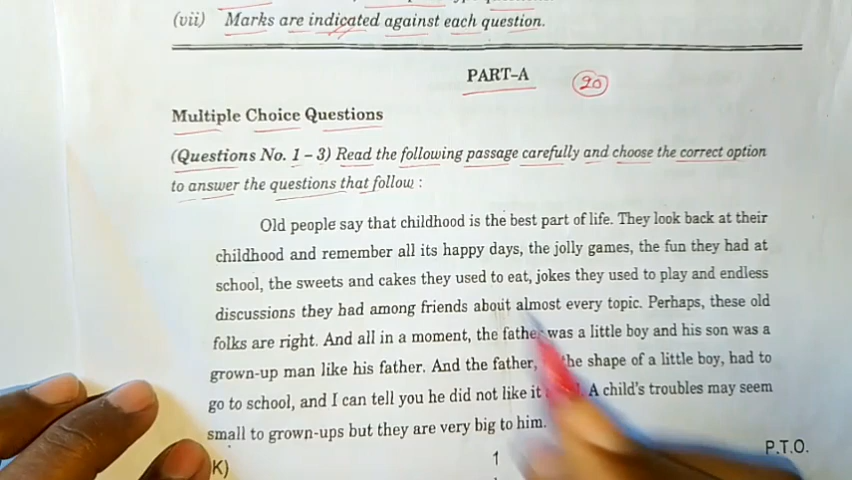 (vii) Marks are indicated against each question.
PART–A
20
Multiple Choice Questions
(Questions No. 1 – 3) Read the following passage carefully and choose the correct option
to answer the questions that follow :
Old people say that childhood is the best part of life. They look back at their
childhood and remember all its happy days, the jolly games, the fun they had at
school, the sweets and cakes they used to eat, jokes they used to play and endless
discussions they had among friends about almost every topic. Perhaps, these old
folks are right. And all in a moment, the father was a little boy and his son was a
grown-up man like his father. And the father, the shape of a little boy, had to
go to school, and I can tell you he did not like it A child's troubles may seem
small to grown-ups but they are very big to him.
K)
1
P.T.O.